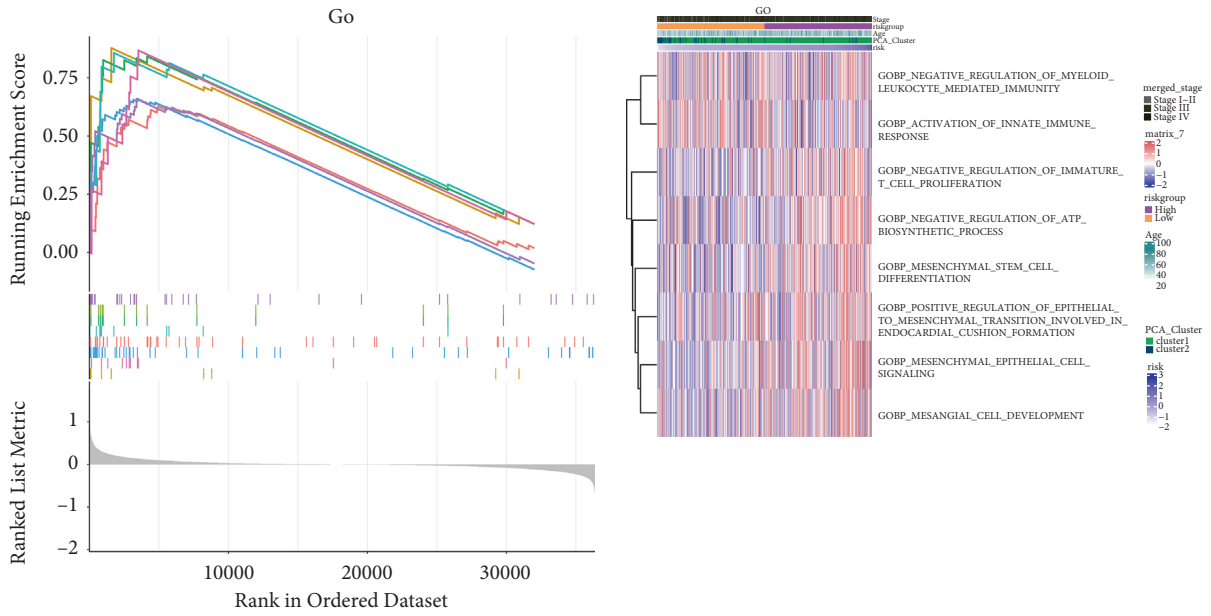 Go
Running Enrichment Score
0.75
0.50
0.25
0.00
Ranked List Metric
1
0
−1
−2
10000
20000
30000
Rank in Ordered Dataset
GO
Stage
riskgroup
Age
PCA_Cluster
risk
GOBP_NEGATIVE_REGULATION_OF_MYELOID_
LEUKOCYTE_MEDIATED_IMMUNITY
GOBP_ACTIVATION_OF_INNATE_IMMUNE_
RESPONSE
GOBP_NEGATIVE_REGULATION_OF_IMMATURE_
T_CELL_PROLIFERATION
GOBP_NEGATIVE_REGULATION_OF_ATP_
BIOSYNTHETIC_PROCESS
GOBP_MESENCHYMAL_STEM_CELL_
DIFFERENTIATION
GOBP_POSITIVE_REGULATION_OF_EPITHELIAL_
TO_MESENCHYMAL_TRANSITION_INVOLVED_IN_
ENDOCARDIAL_CUSHION_FORMATION
GOBP_MESENCHYMAL_EPITHELIAL_CELL_
SIGNALING
GOBP_MESANGIAL_CELL_DEVELOPMENT
merged_stage
Stage I−II
Stage III
Stage IV
matrix_7
2
1
0
−1
−2
riskgroup
High
Low
Age
100
80
60
40
20
PCA_Cluster
cluster1
cluster2
risk
3
2
1
0
−1
−2